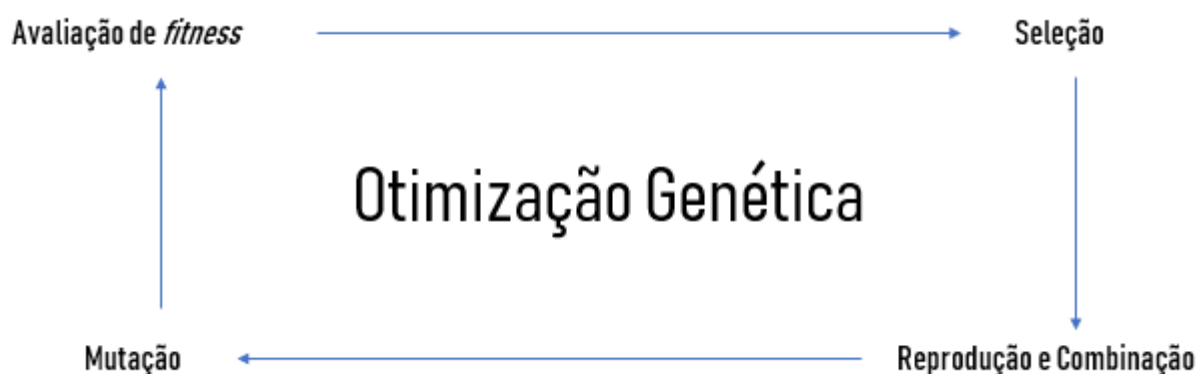 Avaliação de fitness
Seleção
Otimização Genética
Mutação
Reprodução e Combinação